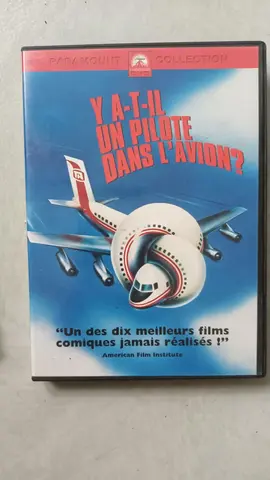 PARAMOUNT COLLECTION
Y A-T-IL
UN PILOTE
DANS L'AVION?
"Un des dix meilleurs films
comiques jamais réalisés !"
American Film Institute